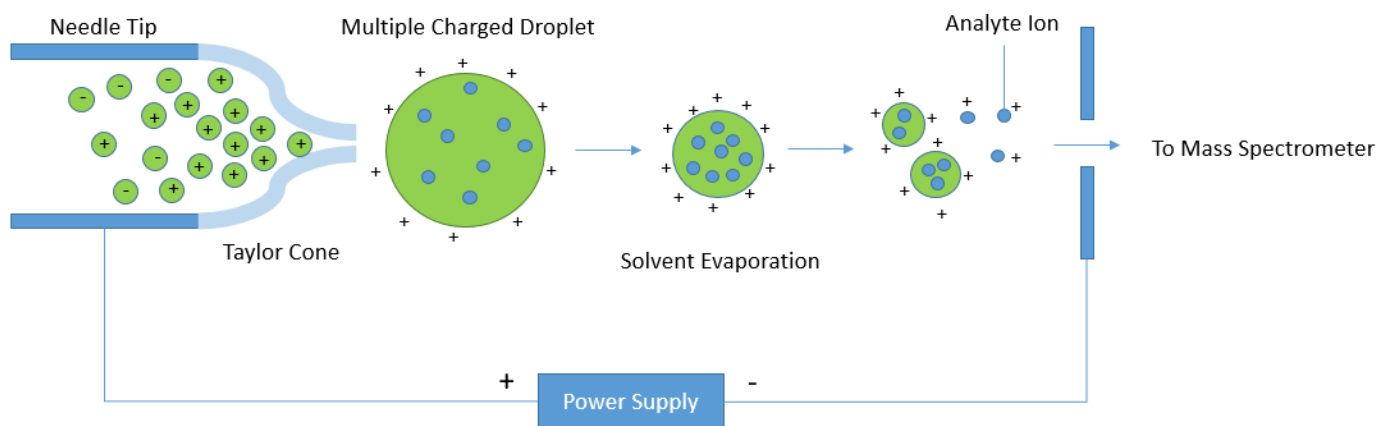 Needle Tip
Multiple Charged Droplet
Analyte Ion
To Mass Spectrometer
Taylor Cone
Solvent Evaporation
+
Power Supply
-